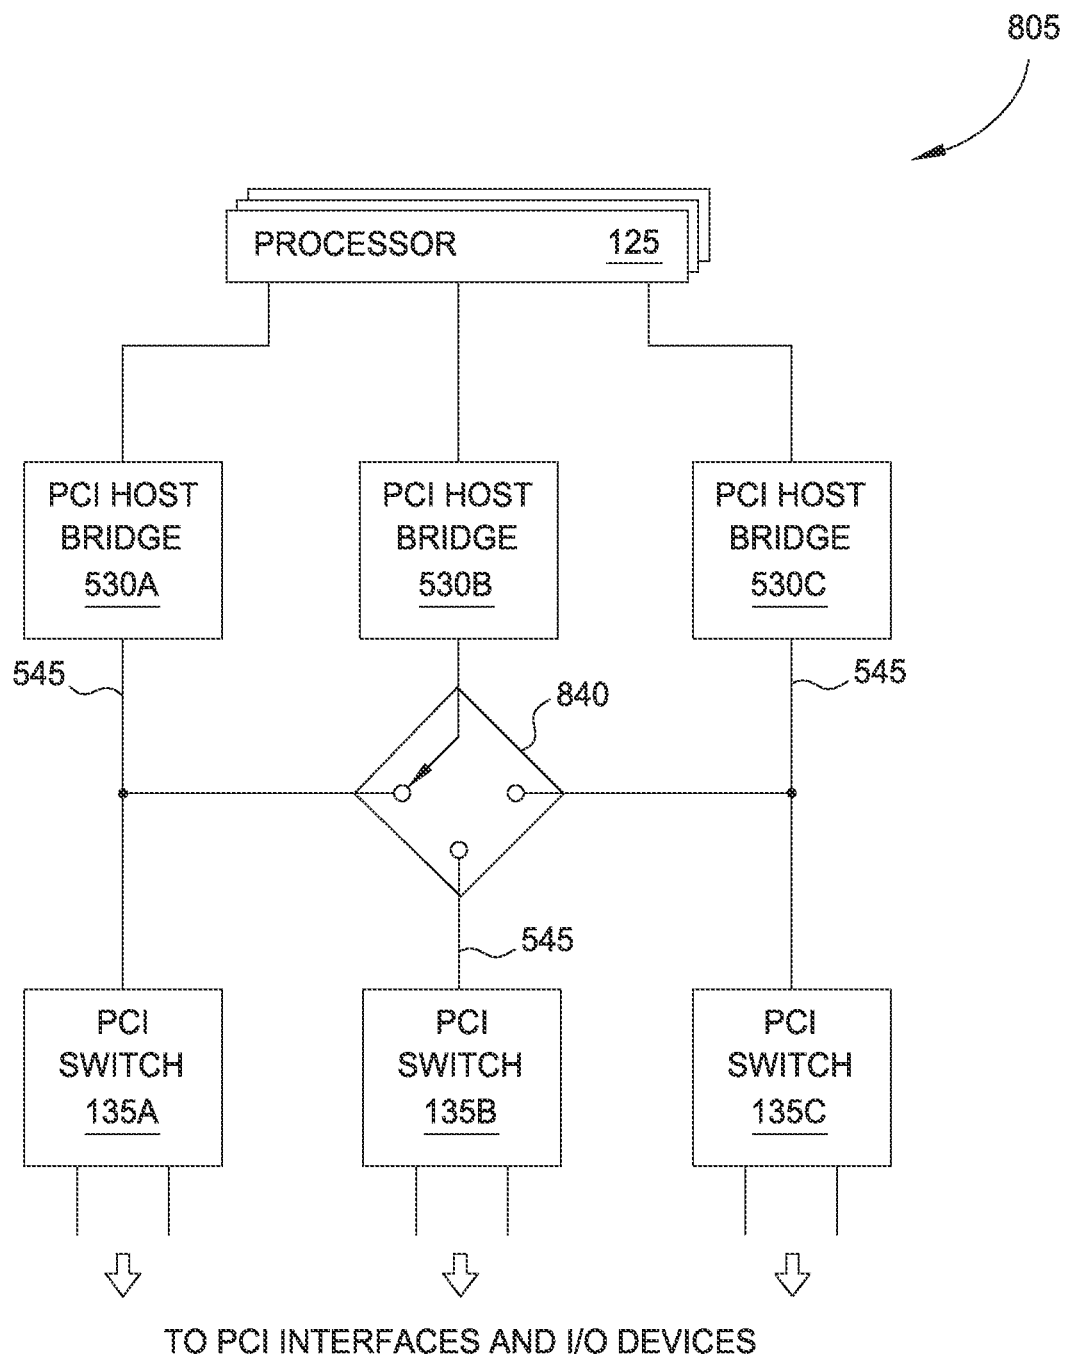 805
PROCESSOR 125
PCI HOST
BRIDGE
530A
PCI HOST
BRIDGE
530B
PCI HOST
BRIDGE
530C
545
840
545
545
PCI
SWITCH
135A
PCI
SWITCH
135B
PCI
SWITCH
135C
TO PCI INTERFACES AND I/O DEVICES